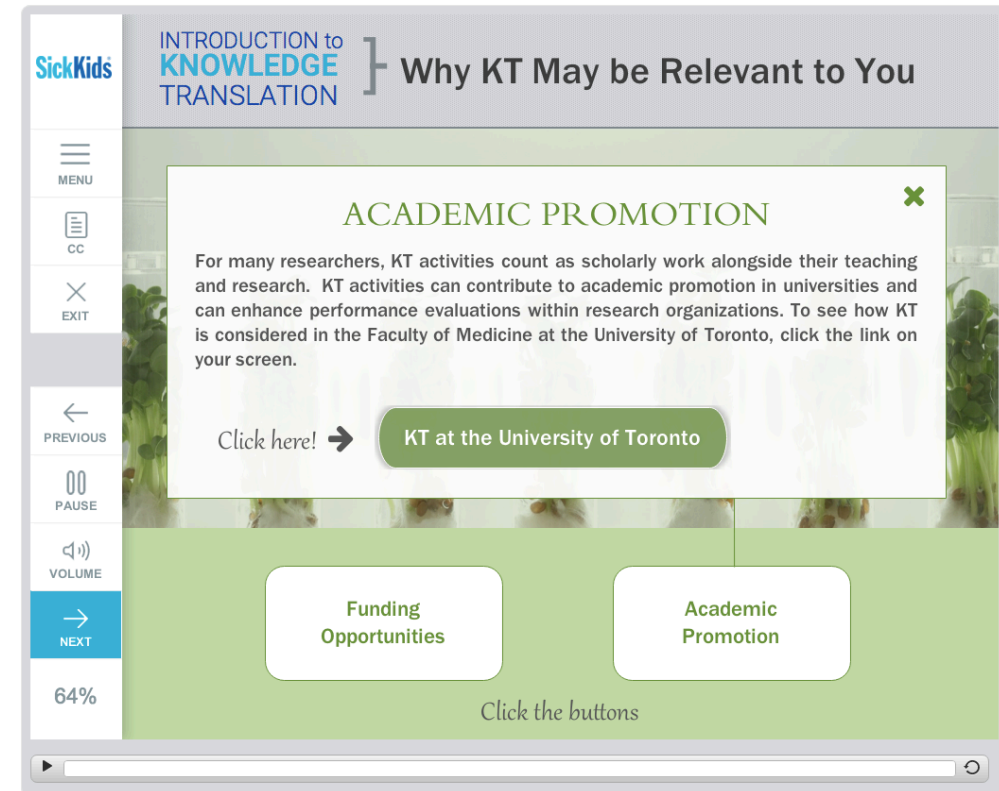 SickKids
INTRODUCTION to
KNOWLEDGE
TRANSLATION
Why KT May be Relevant to You
MENU
CC
EXIT
PREVIOUS
PAUSE
VOLUME
NEXT
64%
ACADEMIC PROMOTION
For many researchers, KT activities count as scholarly work alongside their teaching
and research. KT activities can contribute to academic promotion in universities and
can enhance performance evaluations within research organizations. To see how KT
is considered in the Faculty of Medicine at the University of Toronto, click the link on
your screen.
Click here!
KT at the University of Toronto
Funding
Opportunities
Academic
Promotion
Click the buttons